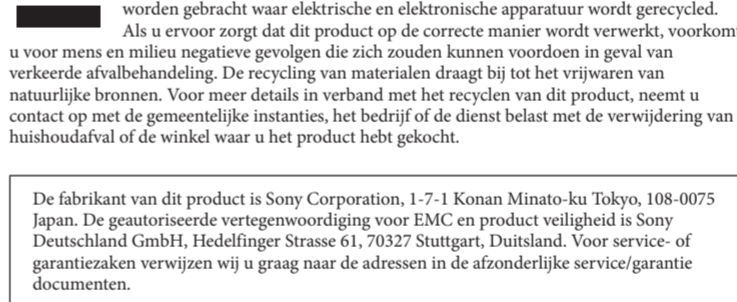 worden gebracht waar elektrische en elektronische apparatuur wordt gerecycled.
Als u ervoor zorgt dat dit product op de correcte manier wordt verwerkt, voorkomt
u voor mens en milieu negatieve gevolgen die zich zouden kunnen voordoen in geval van
verkeerde afvalbehandeling. De recycling van materialen draagt bij tot het vrijwaren van
natuurlijke bronnen. Voor meer details in verband met het recyclen van dit product, neemt u
contact op met de gemeentelijke instanties, het bedrijf of de dienst belast met de verwijdering van
huishoudafval of de winkel waar u het product hebt gekocht.
De fabrikant van dit product is Sony Corporation, 1-7-1 Konan Minato-ku Tokyo, 108-0075
Japan. De geautoriseerde vertegenwoordiging voor EMC en product veiligheid is Sony
Deutschland GmbH, Hedelfinger Strasse 61, 70327 Stuttgart, Duitsland. Voor service- of
garantiezaken verwijzen wij u graag naar de adressen in de afzonderlijke service/garantie
documenten.